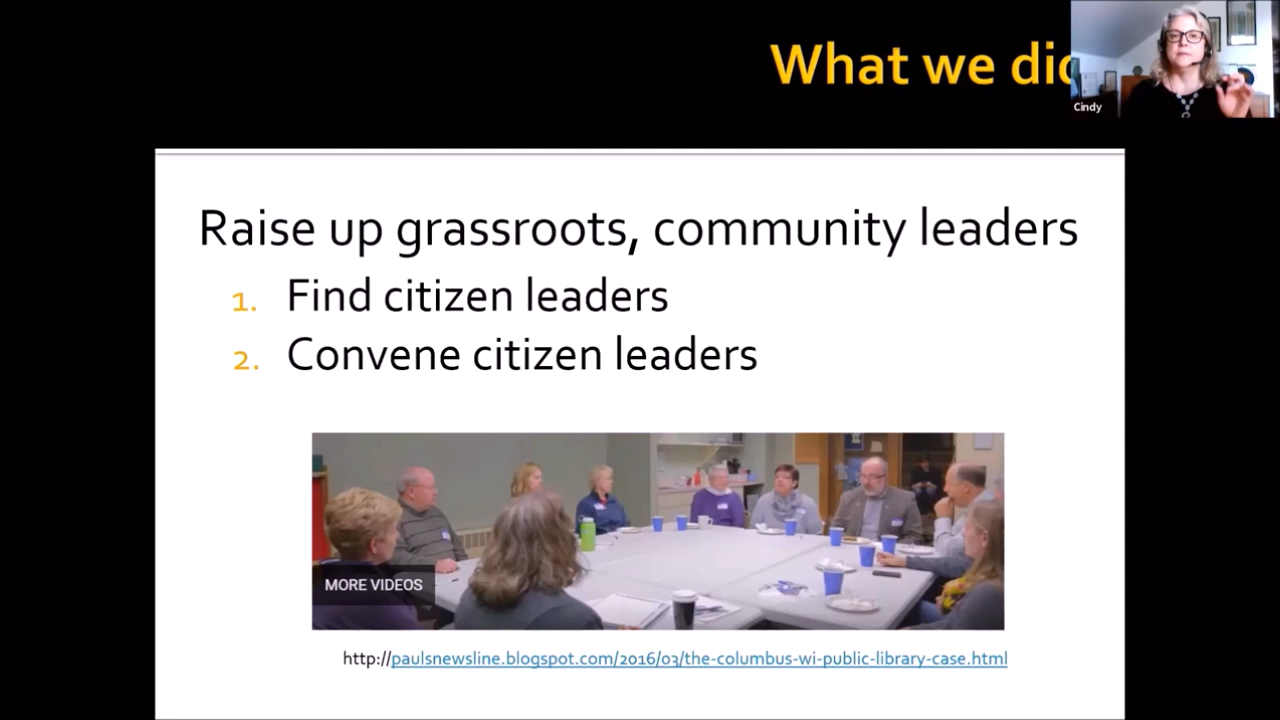 What we did
Cindy
Raise up grassroots, community leaders
1. Find citizen leaders
2. Convene citizen leaders
MORE VIDEOS
http://paulsnewsline.blogspot.com/2016/03/the-columbus-wi-public-library-case.html